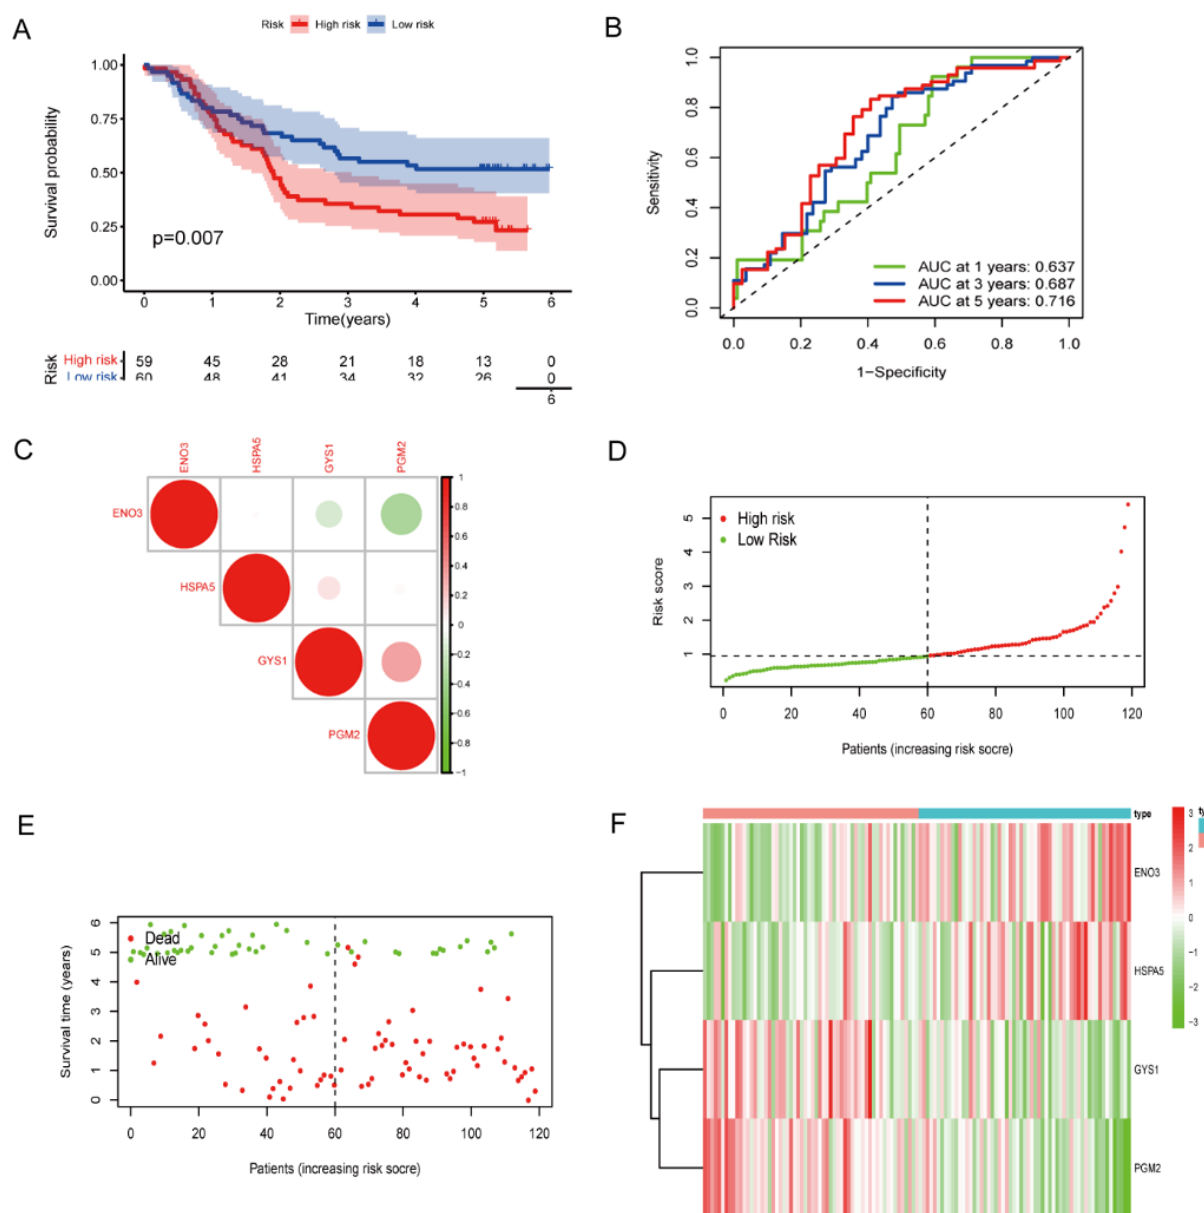 A
Risk High risk Low risk
Survival probability
1.00
0.75
0.50
0.25
0.00
p=0.007
0 1 2 3 4 5 6
Time(years)
Risk
High risk 59 45 28 21 18 13 0
Low risk 60 48 41 34 32 26 0
6
B
Sensitivity
1.0
0.8
0.6
0.4
0.2
0.0
AUC at 1 years: 0.637
AUC at 3 years: 0.687
AUC at 5 years: 0.716
0.0 0.2 0.4 0.6 0.8 1.0
1-Specificity
C
ENO3 HSPA5 GYS1 PGM2
ENO3
HSPA5
GYS1
PGM2
1
0.8
0.6
0.4
0.2
0
-0.2
-0.4
-0.6
-0.8
-1
D
Risk score
5
4
3
2
1
High risk
Low Risk
0 20 40 60 80 100 120
Patients (increasing risk socre)
E
Survival time (years)
6
5
4
3
2
1
0
Dead
Alive
0 20 40 60 80 100 120
Patients (increasing risk socre)
F
type
ENO3
HSPA5
GYS1
PGM2
3
2
1
0
-1
-2
-3